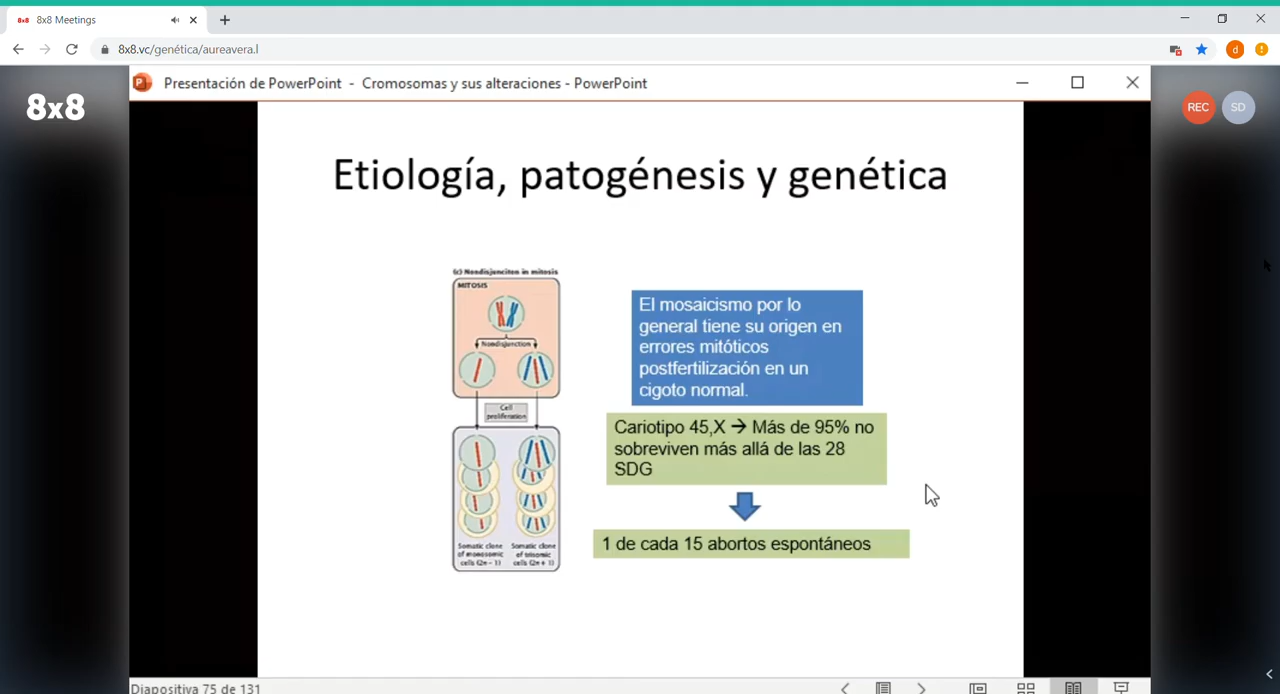 8x8 8x8 Meetings
8x8.vc/genética/aureavera.l
d
8x8
Presentación de PowerPoint - Cromosomas y sus alteraciones - PowerPoint
REC
SD
Etiología, patogénesis y genética
(c) Nondisjunction in mitosis
MITOSIS
Nondisjunction
Cell
proliferation
Somatic clone
of monosomic
cells (2n − 1)
Somatic clone
of trisomic
cells (2n + 1)
El mosaicismo por lo
general tiene su origen en
errores mitóticos
postfertilización en un
cigoto normal.
Cariotipo 45,X → Más de 95% no
sobreviven más allá de las 28
SDG
1 de cada 15 abortos espontáneos
Diapositiva 75 de 131